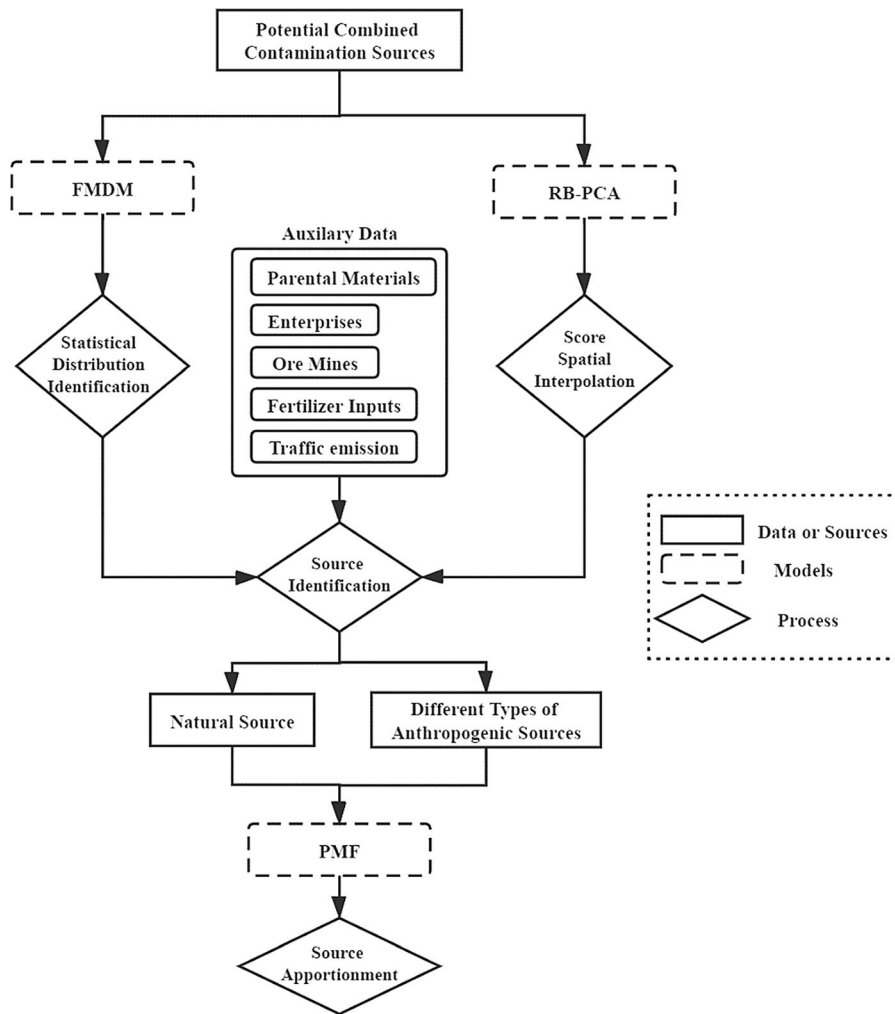 Potential Combined
Contamination Sources
FMDM
RB-PCA
Auxilary Data
Parental Materials
Enterprises
Ore Mines
Fertilizer Inputs
Traffic emission
Statistical
Distribution
Identification
Score
Spatial
Interpolation
Source
Identification
Data or Sources
Models
Process
Natural Source
Different Types of
Anthropogenic Sources
PMF
Source
Apportionment